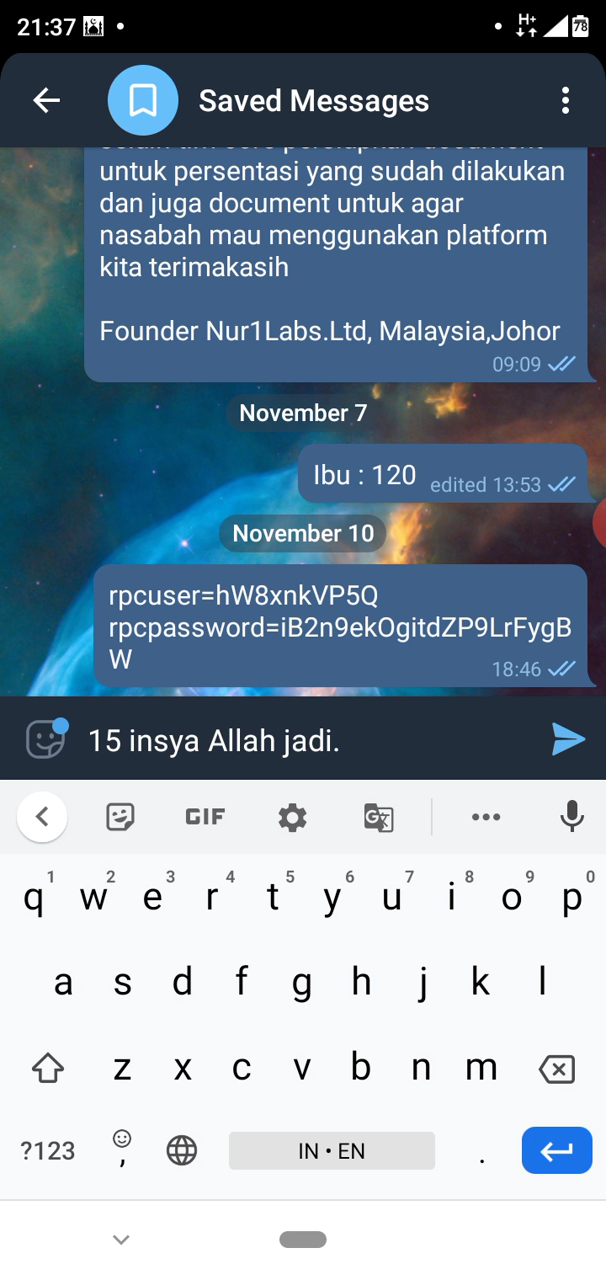 21:37
H+
78
Saved Messages
untuk persentasi yang sudah dilakukan
dan juga document untuk agar
nasabah mau menggunakan platform
kita terimakasih
Founder Nur1Labs.Ltd, Malaysia,Johor
09:09
November 7
Ibu : 120
edited 13:53
November 10
rpcuser=hW8xnkVP5Q
rpcpassword=iB2n9ekOgitdZP9LrFygB
W
18:46
15 insya Allah jadi.
GIF
1 2 3 4 5 6 7 8 9 0
q w e r t y u i o p
a s d f g h j k l
z x c v b n m
?123 , IN • EN .